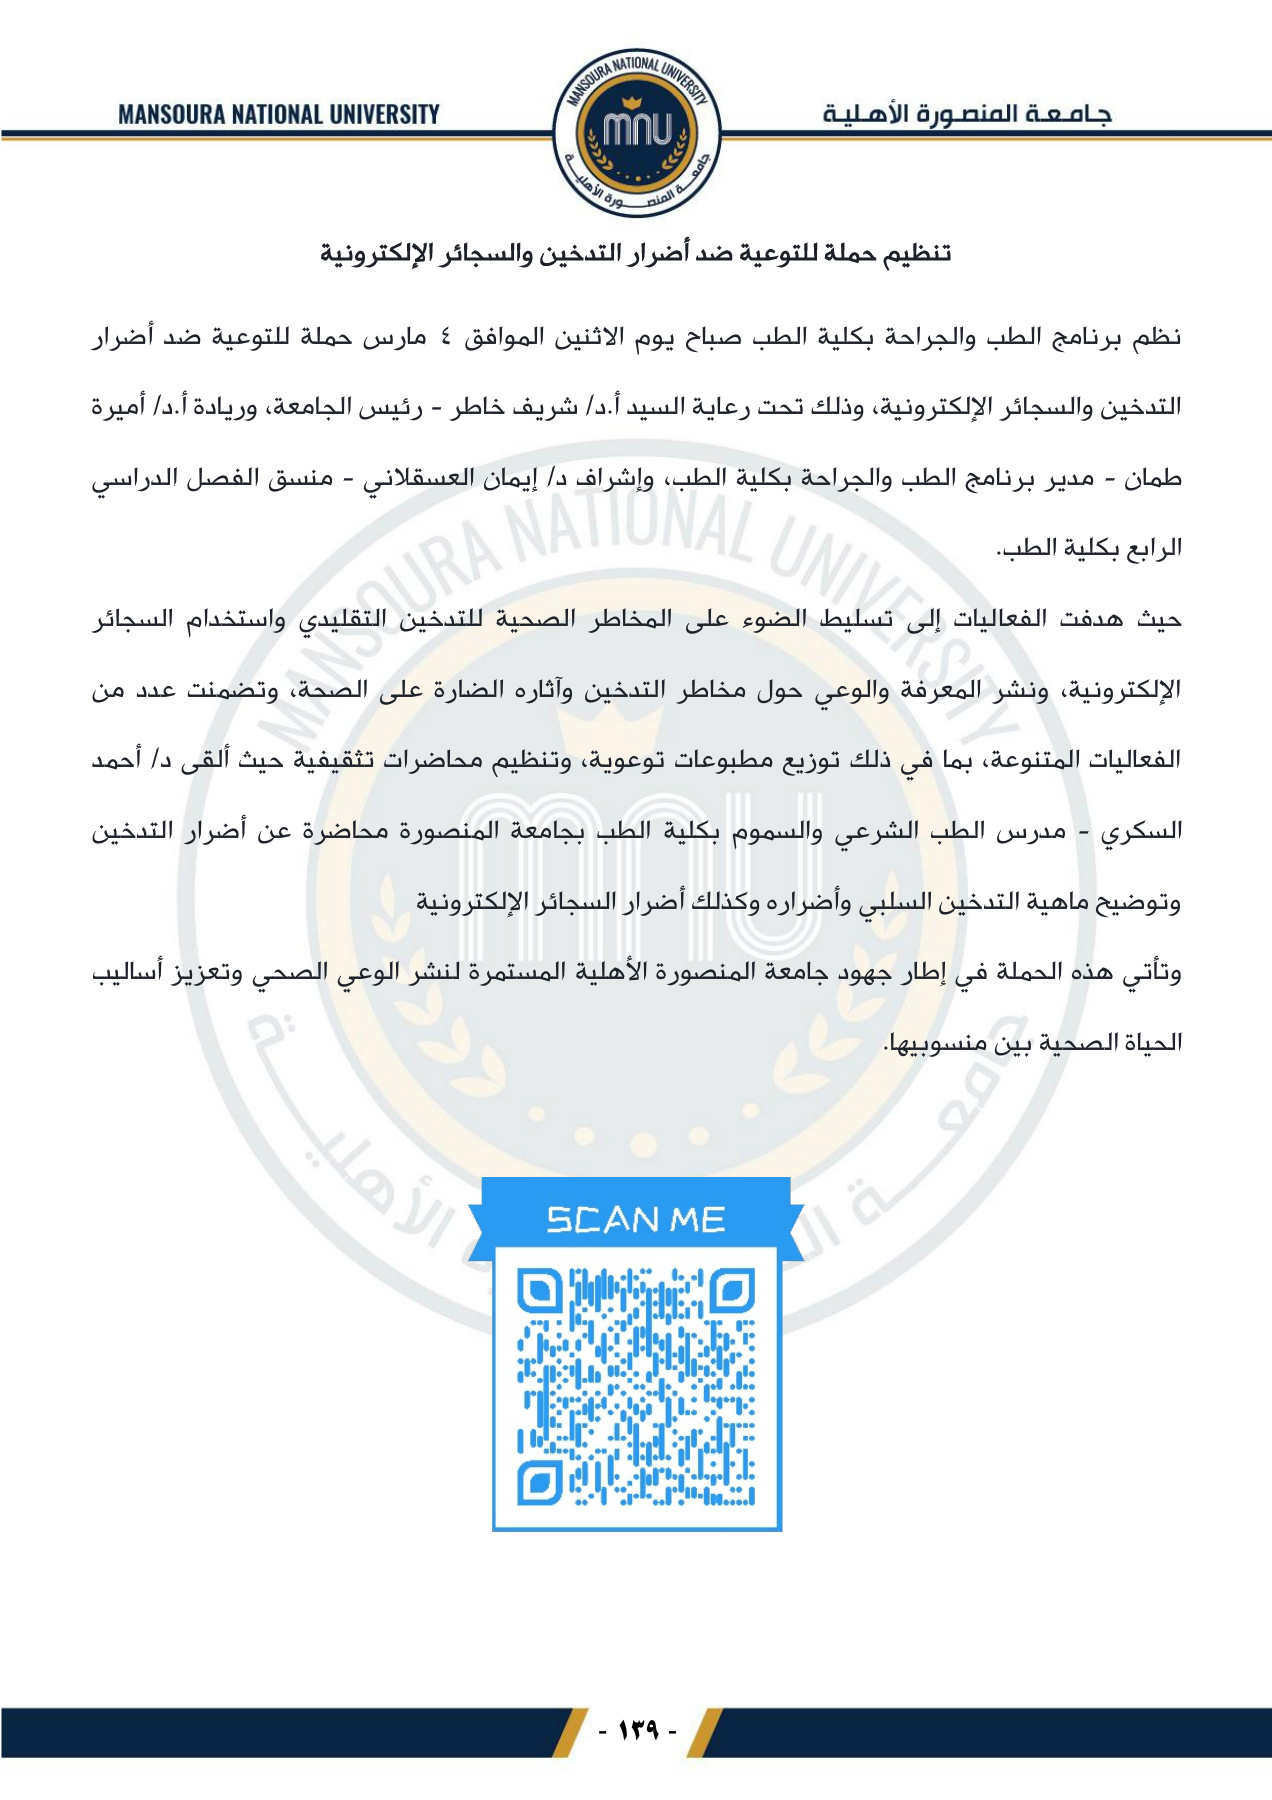 MANSOURA NATIONAL UNIVERSITY
جامعة المنصورة الأهلية
MANSOURA NATIONAL UNIVERSITY
mnu
جامعة المنصورة الأهلية
تنظيم حملة للتوعية ضد أضرار التدخين والسجائر الإلكترونية
نظم برنامج الطب والجراحة بكلية الطب صباح يوم الاثنين الموافق ٤ مارس حملة للتوعية ضد أضرار
التدخين والسجائر الإلكترونية، وذلك تحت رعاية السيد أ.د/ شريف خاطر - رئيس الجامعة، وريادة أ.د/ أميرة
طمان - مدير برنامج الطب والجراحة بكلية الطب، وإشراف د/ إيمان العسقلاني - منسق الفصل الدراسي
الرابع بكلية الطب.
حيث هدفت الفعاليات إلى تسليط الضوء على المخاطر الصحية للتدخين التقليدي واستخدام السجائر
الإلكترونية، ونشر المعرفة والوعي حول مخاطر التدخين وآثاره الضارة على الصحة، وتضمنت عدد من
الفعاليات المتنوعة، بما في ذلك توزيع مطبوعات توعوية، وتنظيم محاضرات تثقيفية حيث ألقى د/ أحمد
السكري - مدرس الطب الشرعي والسموم بكلية الطب بجامعة المنصورة محاضرة عن أضرار التدخين
وتوضيح ماهية التدخين السلبي وأضراره وكذلك أضرار السجائر الإلكترونية
وتأتي هذه الحملة في إطار جهود جامعة المنصورة الأهلية المستمرة لنشر الوعي الصحي وتعزيز أساليب
الحياة الصحية بين منسوبيها.
SCAN ME
- ١٣٩ -